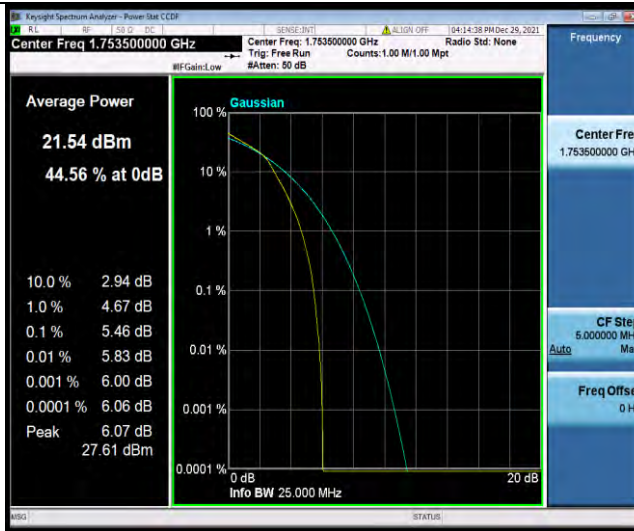 Keysight Spectrum Analyzer - Power Stat CCDF
RL RF 50 Ω DC SENSE:INT ALIGN OFF 04:14:38 PM Dec 29, 2021
Center Freq 1.753500000 GHz
Center Freq: 1.753500000 GHz Radio Std: None
Trig: Free Run Counts:1.00 M/1.00 Mpt
#IFGain:Low #Atten: 50 dB
Average Power
21.54 dBm
44.56 % at 0dB
10.0 % 2.94 dB
1.0 % 4.67 dB
0.1 % 5.46 dB
0.01 % 5.83 dB
0.001 % 6.00 dB
0.0001 % 6.06 dB
Peak 6.07 dB
27.61 dBm
Gaussian
100 %
10 %
1 %
0.1 %
0.01 %
0.001 %
0.0001 %
0 dB 20 dB
Info BW 25.000 MHz
Frequency
Center Fre
1.753500000 GH
CF Ste
5.000000 MH
Auto Ma
Freq Offse
0 H
MSG STATUS